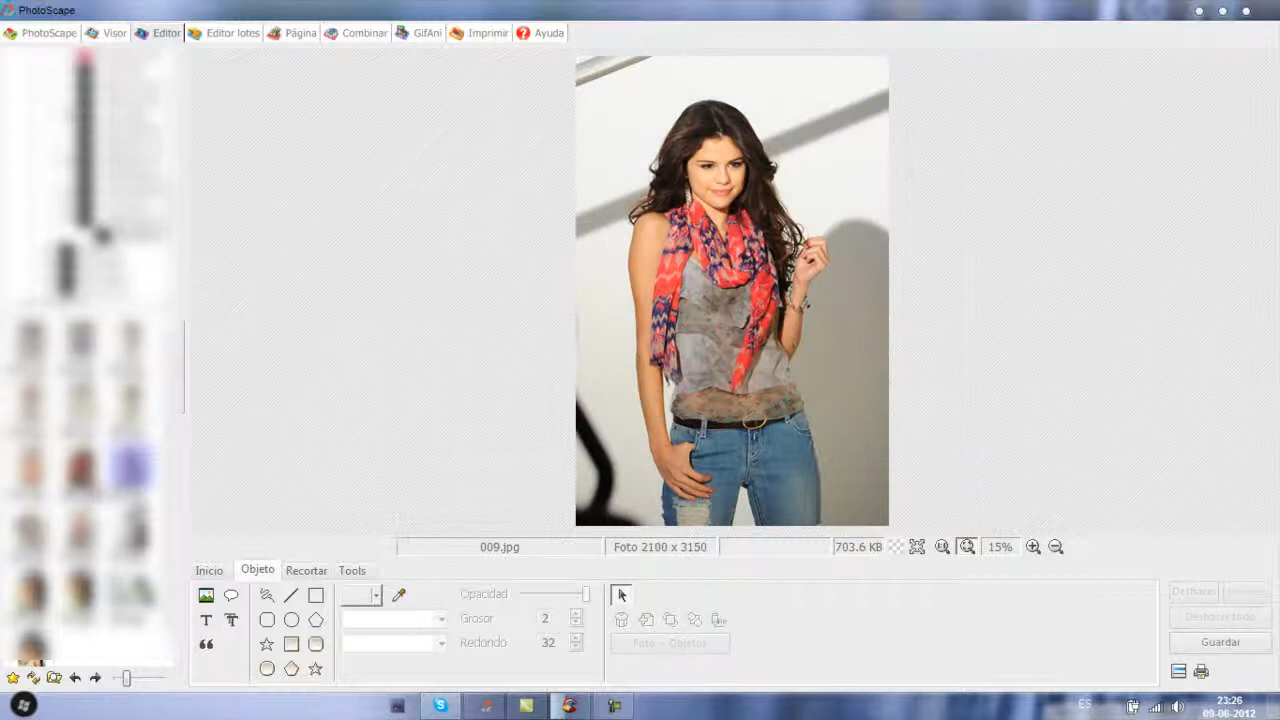 PhotoScape
PhotoScape Visor Editor Editor lotes Página Combinar GifAni Imprimir Ayuda
009.jpg Foto 2100 x 3150 703.6 KB 15%
Inicio Objeto Recortar Tools
Opacidad
Grosor 2
Redondo 32
Foto - Objetos
Deshacer
Deshacer todo
Guardar
ES
23:26
09-08-2012